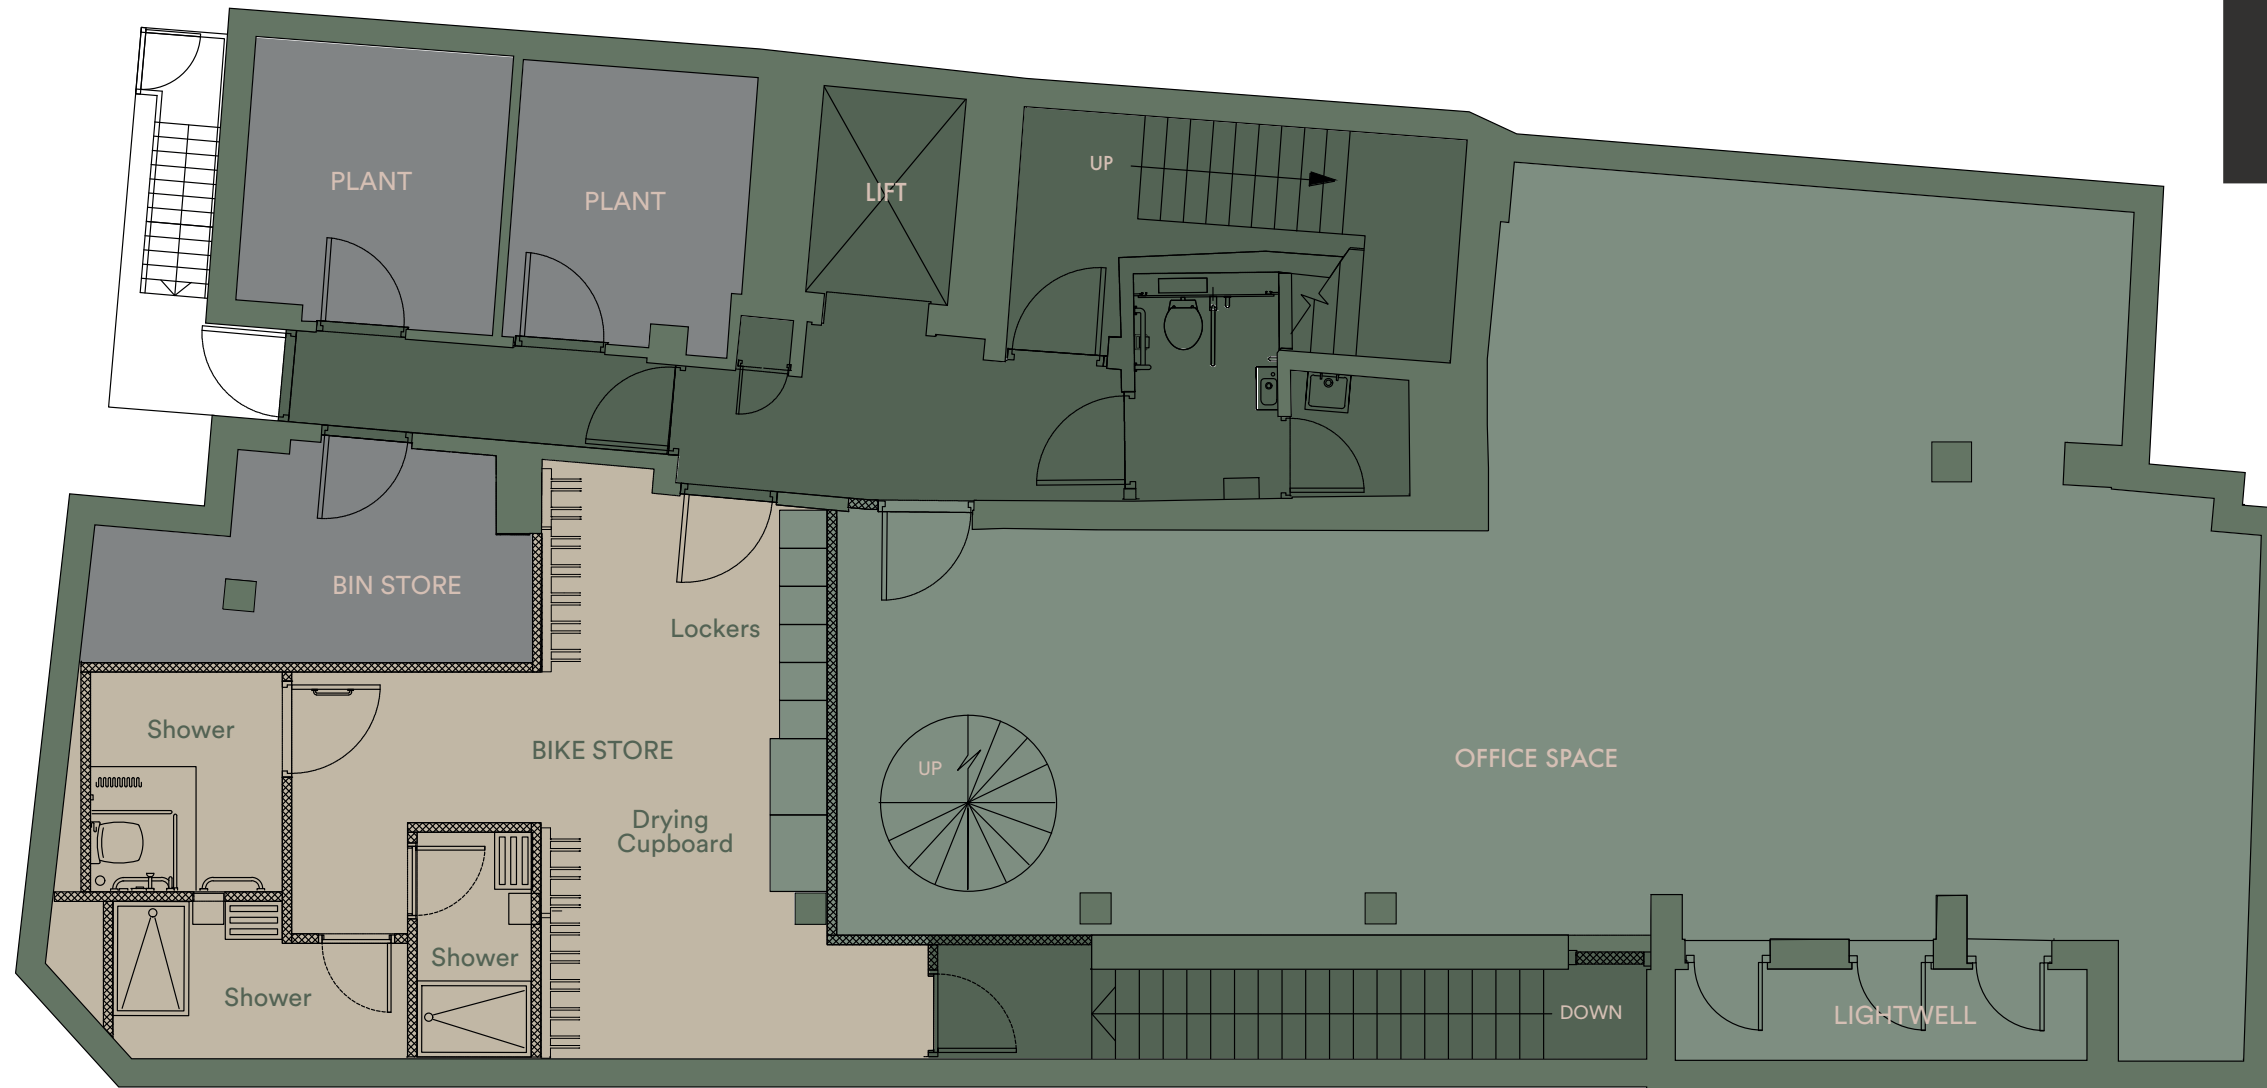 UP
PLANT
LIFT
PLANT
BIN STORE
Lockers
Shower
BIKE STORE
UP
OFFICE SPACE
Drying
Cupboard
Shower
Shower
DOWN
LIGHTWELL